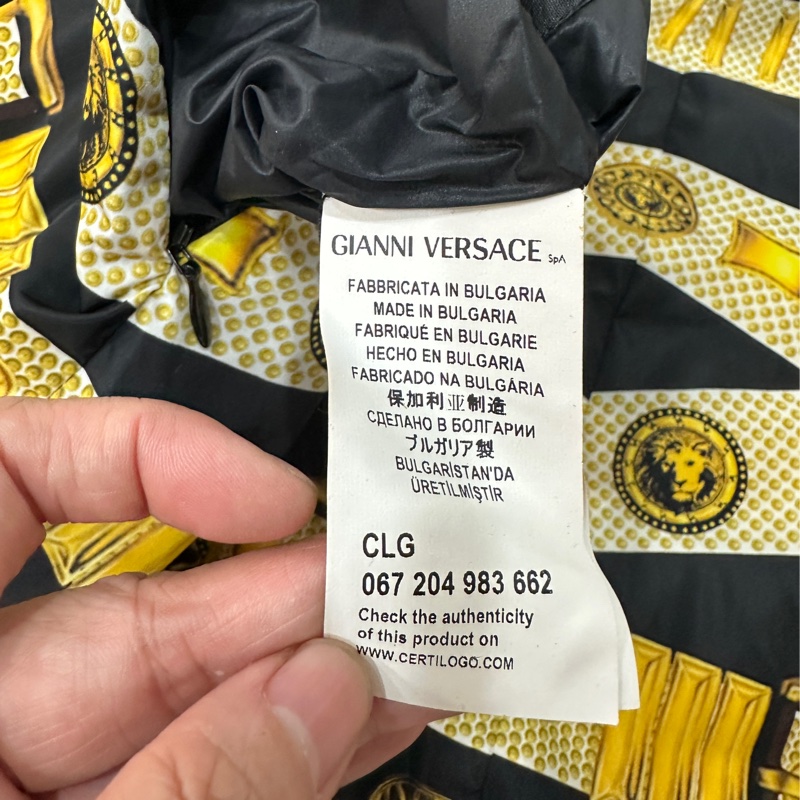 GIANNI VERSACE SpA
FABBRICATA IN BULGARIA
MADE IN BULGARIA
FABRIQUÉ EN BULGARIE
HECHO EN BULGARIA
FABRICADO NA BULGÁRIA
保加利亚制造
СДЕЛАНО В БОЛГАРИИ
ブルガリア製
BULGARİSTAN'DA
ÜRETİLMİŞTİR
CLG
067 204 983 662
Check the authenticity
of this product on
WWW.CERTILOGO.COM